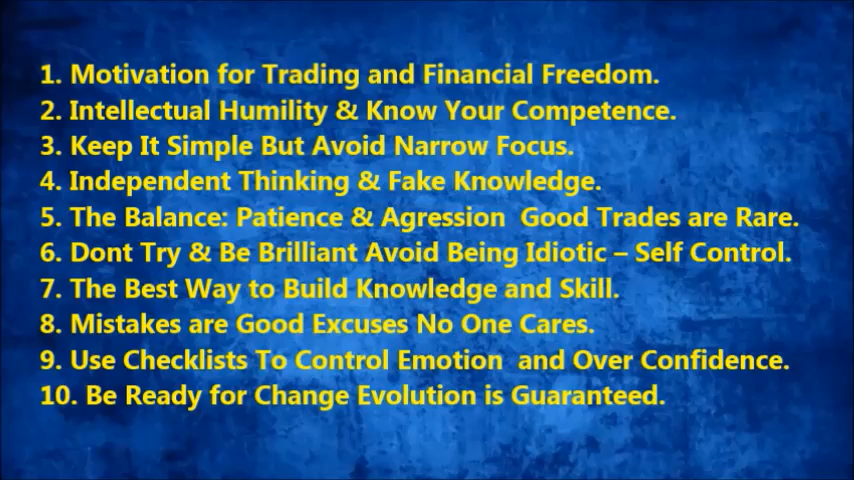 1. Motivation for Trading and Financial Freedom.
2. Intellectual Humility & Know Your Competence.
3. Keep It Simple But Avoid Narrow Focus.
4. Independent Thinking & Fake Knowledge.
5. The Balance: Patience & Agression  Good Trades are Rare.
6. Dont Try & Be Brilliant Avoid Being Idiotic – Self Control.
7. The Best Way to Build Knowledge and Skill.
8. Mistakes are Good Excuses No One Cares.
9. Use Checklists To Control Emotion  and Over Confidence.
10. Be Ready for Change Evolution is Guaranteed.